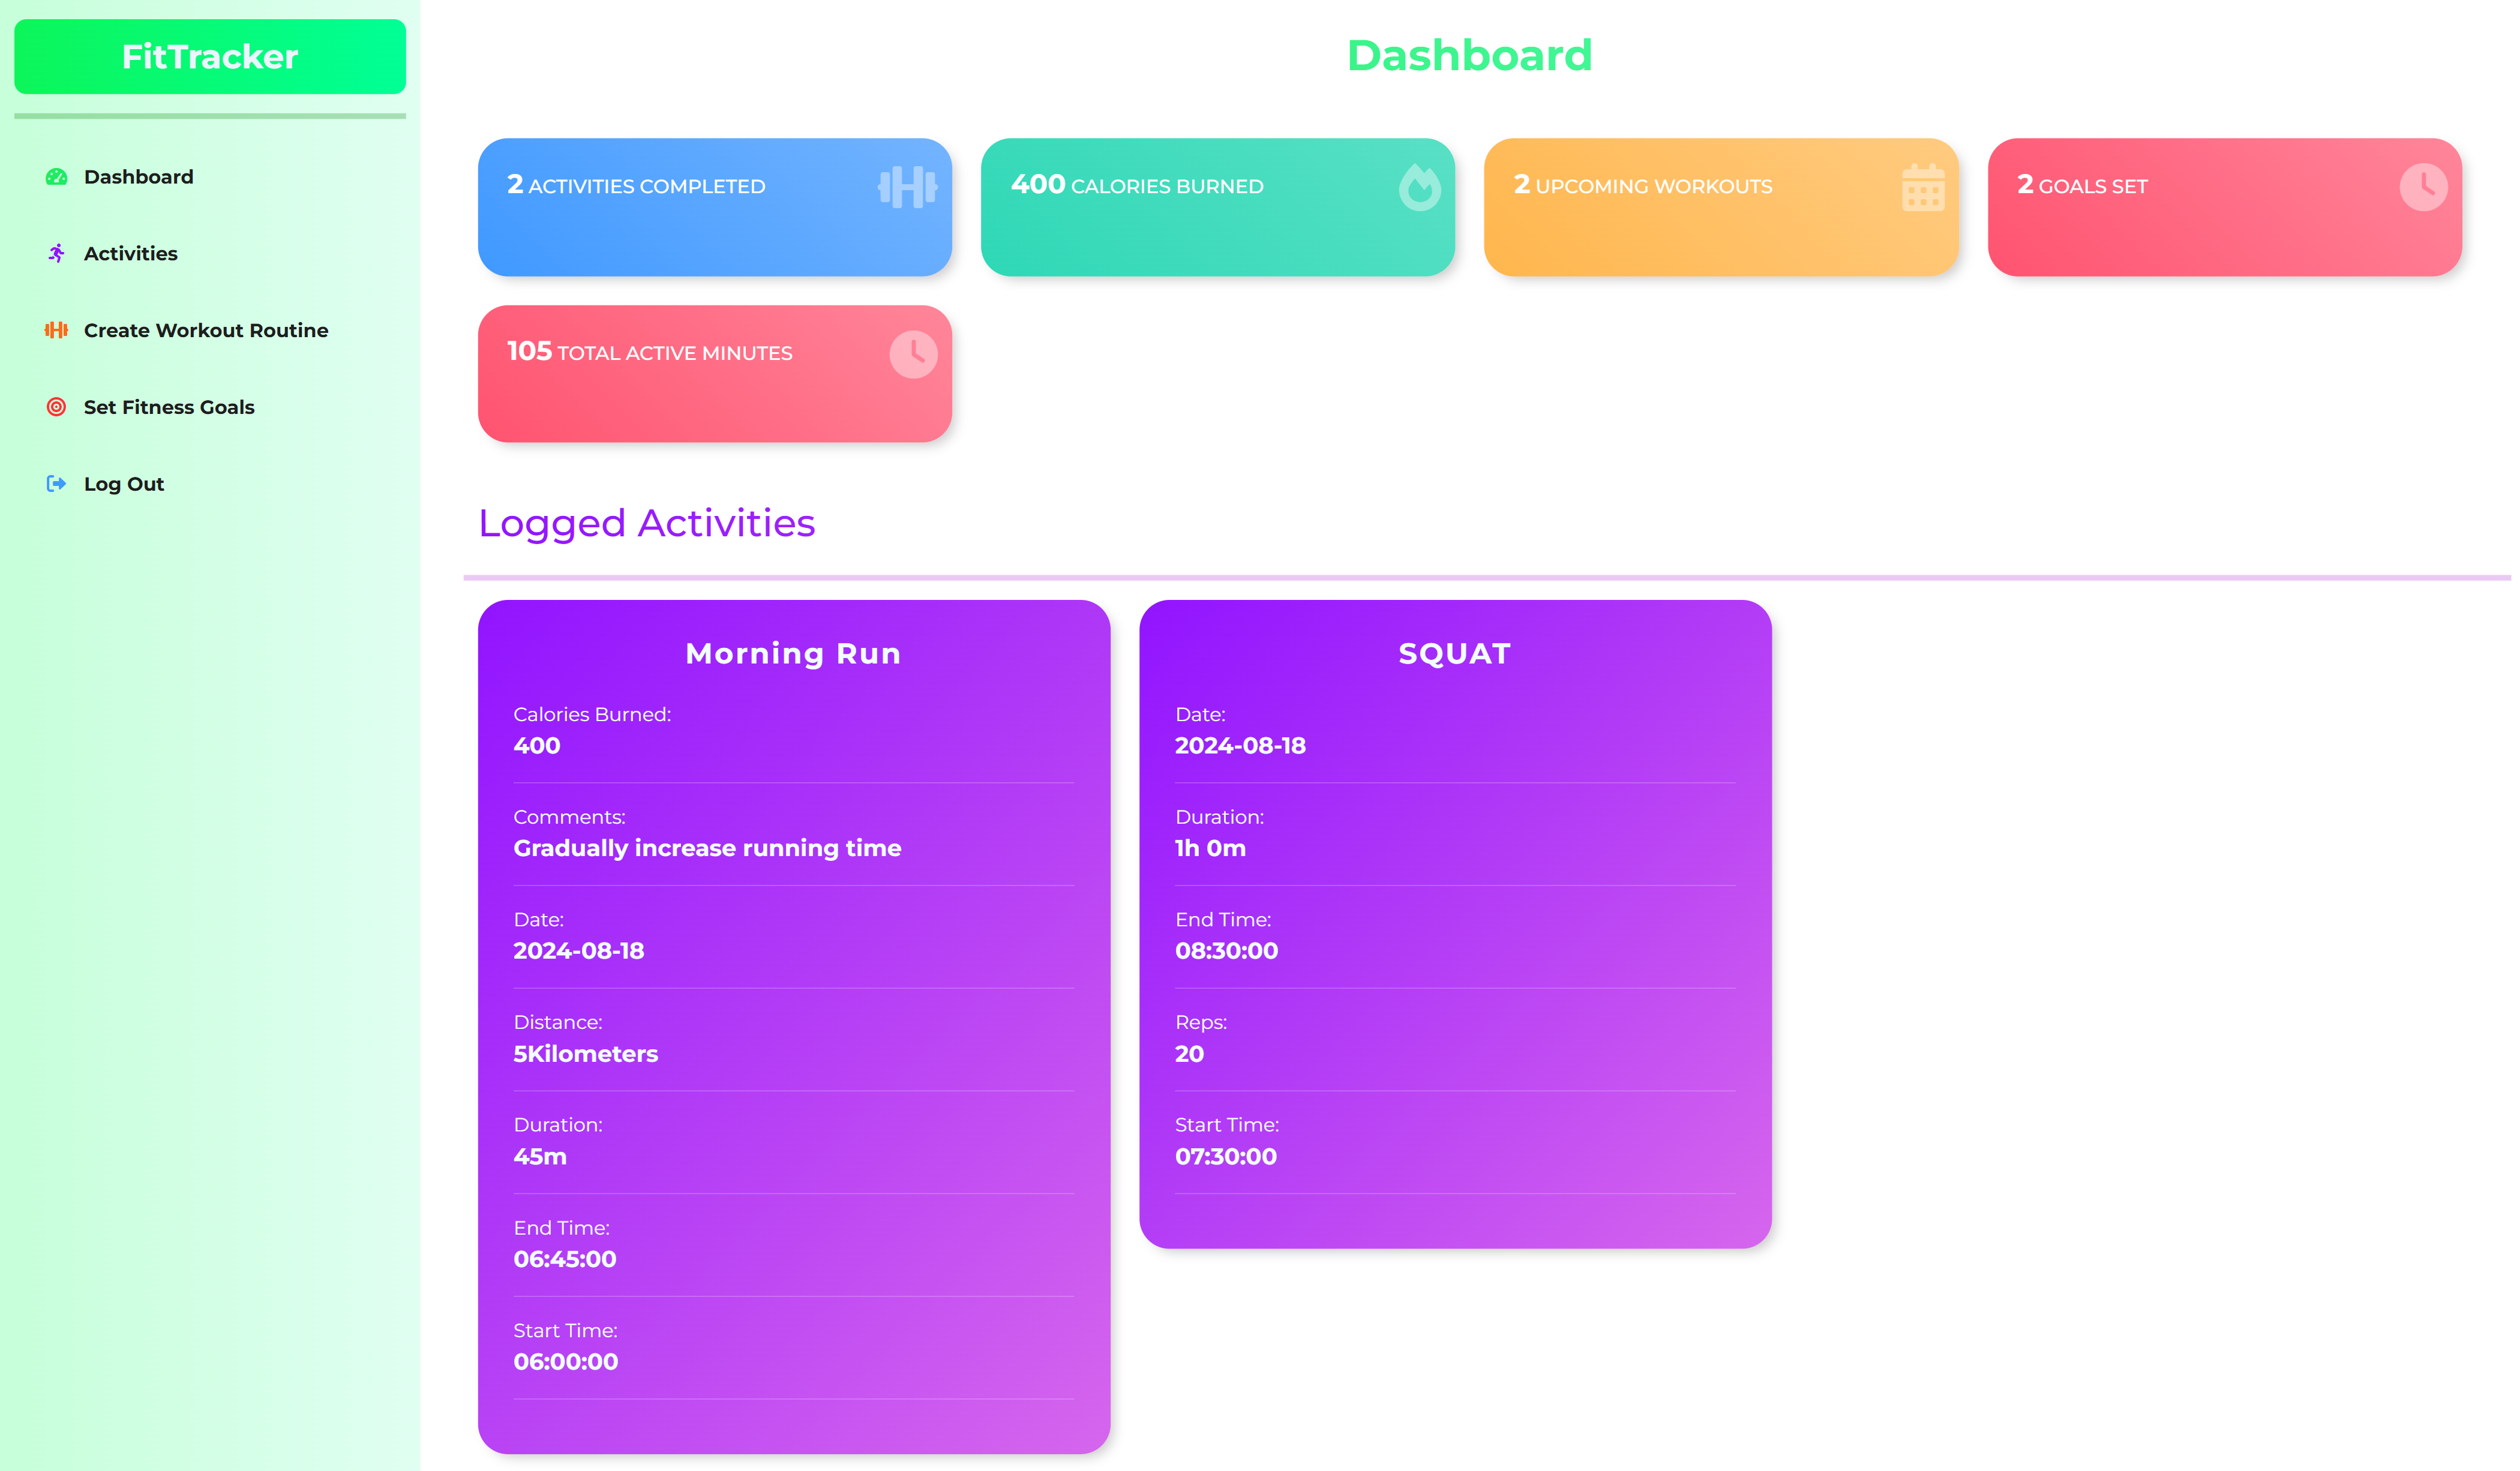 FitTracker
Dashboard
Activities
Create Workout Routine
Set Fitness Goals
Log Out
Dashboard
2 ACTIVITIES COMPLETED
400 CALORIES BURNED
2 UPCOMING WORKOUTS
2 GOALS SET
105 TOTAL ACTIVE MINUTES
Logged Activities
Morning Run
Calories Burned:
400
Comments:
Gradually increase running time
Date:
2024-08-18
Distance:
5Kilometers
Duration:
45m
End Time:
06:45:00
Start Time:
06:00:00
SQUAT
Date:
2024-08-18
Duration:
1h 0m
End Time:
08:30:00
Reps:
20
Start Time:
07:30:00